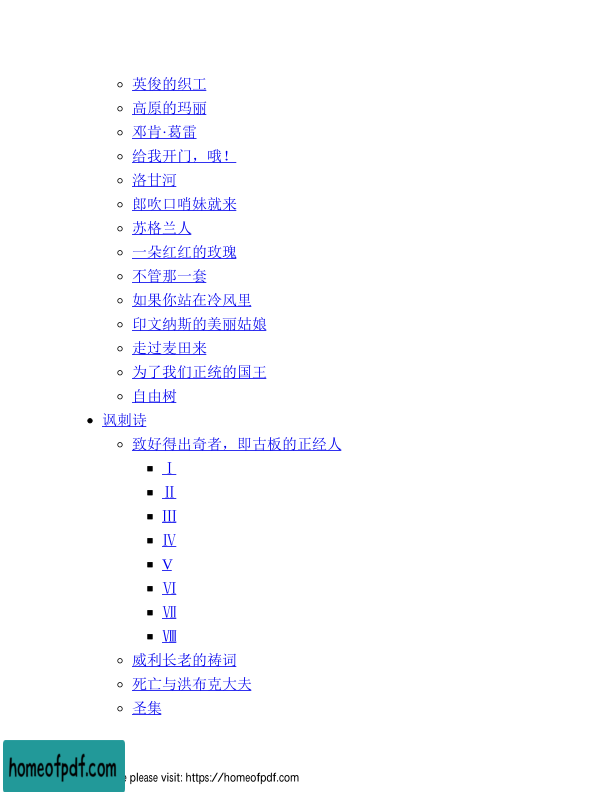 英俊的织工
高原的玛丽
邓肯·葛雷
给我开门，哦！
洛甘河
郎吹口哨妹就来
苏格兰人
一朵红红的玫瑰
不管那一套
如果你站在冷风里
印文纳斯的美丽姑娘
走过麦田来
为了我们正统的国王
自由树
讽刺诗
致好得出奇者，即古板的正经人
Ⅰ
Ⅱ
Ⅲ
Ⅳ
V
Ⅵ
Ⅶ
Ⅷ
威利长老的祷词
死亡与洪布克大夫
圣集
homeofpdf.com
e please visit: https://homeofpdf.com